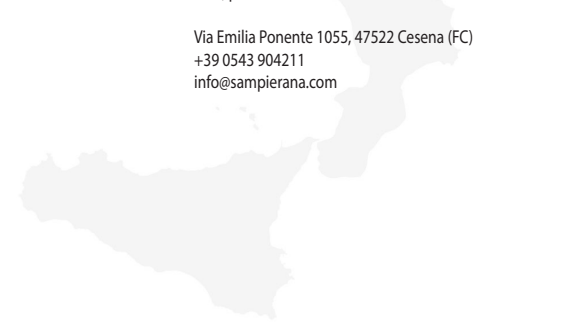 Via Emilia Ponente 1055, 47522 Cesena (FC)
+39 0543 904211
info@sampierana.com